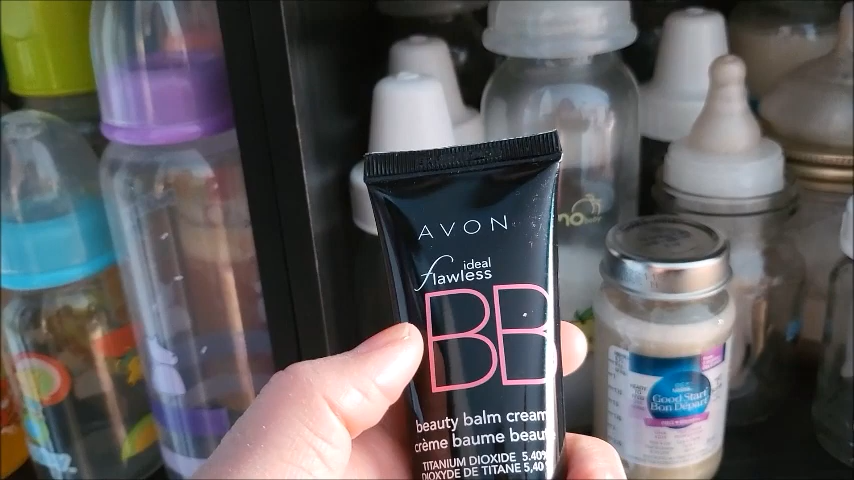 AVON
ideal
flawless
BB
beauty balm cream
crème baume beau
TITANIUM DIOXIDE 5.40%
DIOXYDE DE TITANE 5,40
Good Start
Bon Départ